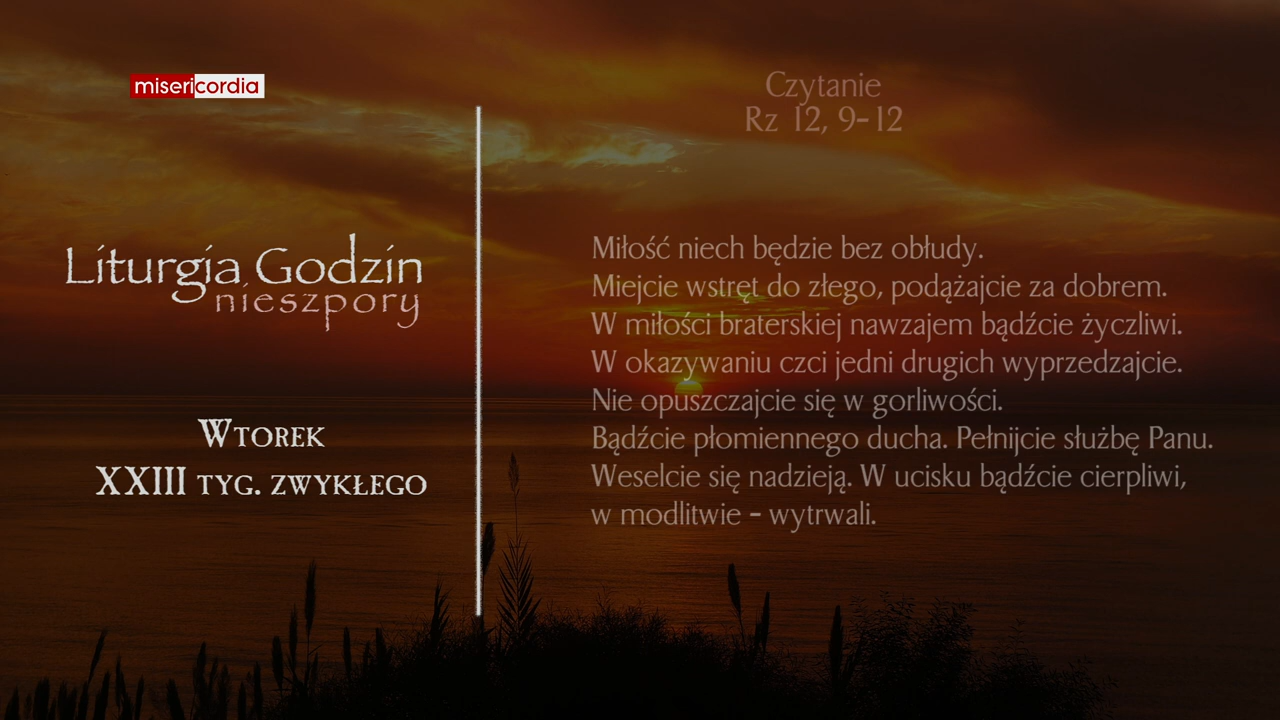 misericordia
Liturgia Godzin
nieszpory
Wtorek
XXIII tyg. zwykłego
Czytanie
Rz 12, 9-12
Miłość niech będzie bez obłudy.
Miejcie wstręt do złego, podążajcie za dobrem.
W miłości braterskiej nawzajem bądźcie życzliwi.
W okazywaniu czci jedni drugich wyprzedzajcie.
Nie opuszczajcie się w gorliwości.
Bądźcie płomiennego ducha. Pełnijcie służbę Panu.
Weselcie się nadzieją. W ucisku bądźcie cierpliwi,
w modlitwie - wytrwali.